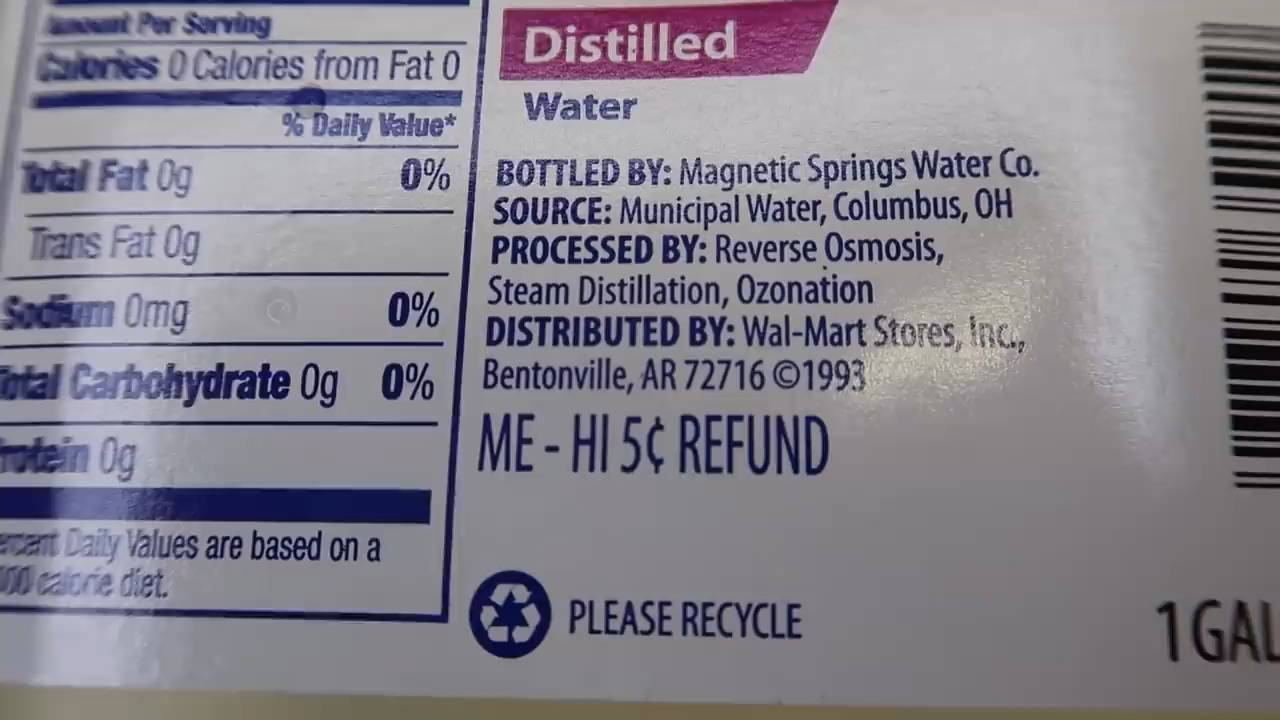 Amount Per Serving
Calories 0 Calories from Fat 0
% Daily Value*
Total Fat 0g 0%
Trans Fat 0g
Sodium 0mg 0%
Total Carbohydrate 0g 0%
Protein 0g
Daily Values are based on a
calorie diet.
Distilled
Water
BOTTLED BY: Magnetic Springs Water Co.
SOURCE: Municipal Water, Columbus, OH
PROCESSED BY: Reverse Osmosis,
Steam Distillation, Ozonation
DISTRIBUTED BY: Wal-Mart Stores, Inc.,
Bentonville, AR 72716 ©1993
ME - HI 5¢ REFUND
PLEASE RECYCLE
1 GAL